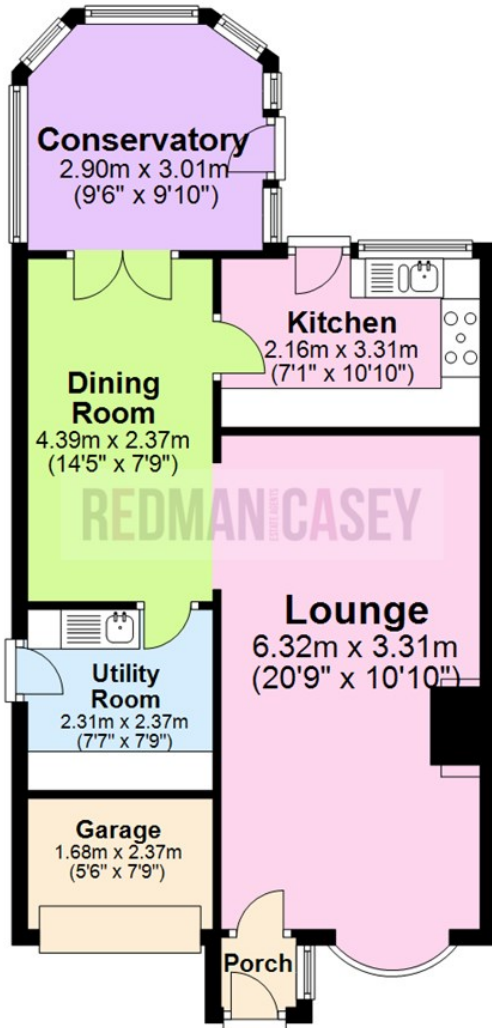 Conservatory
2.90m x 3.01m
(9'6" x 9'10")
Kitchen
2.16m x 3.31m
(7'1" x 10'10")
Dining
Room
4.39m x 2.37m
(14'5" x 7'9")
REDMAN CASEY
ESTATE AGENTS
Lounge
6.32m x 3.31m
(20'9" x 10'10")
Utility
Room
2.31m x 2.37m
(7'7" x 7'9")
Garage
1.68m x 2.37m
(5'6" x 7'9")
Porch